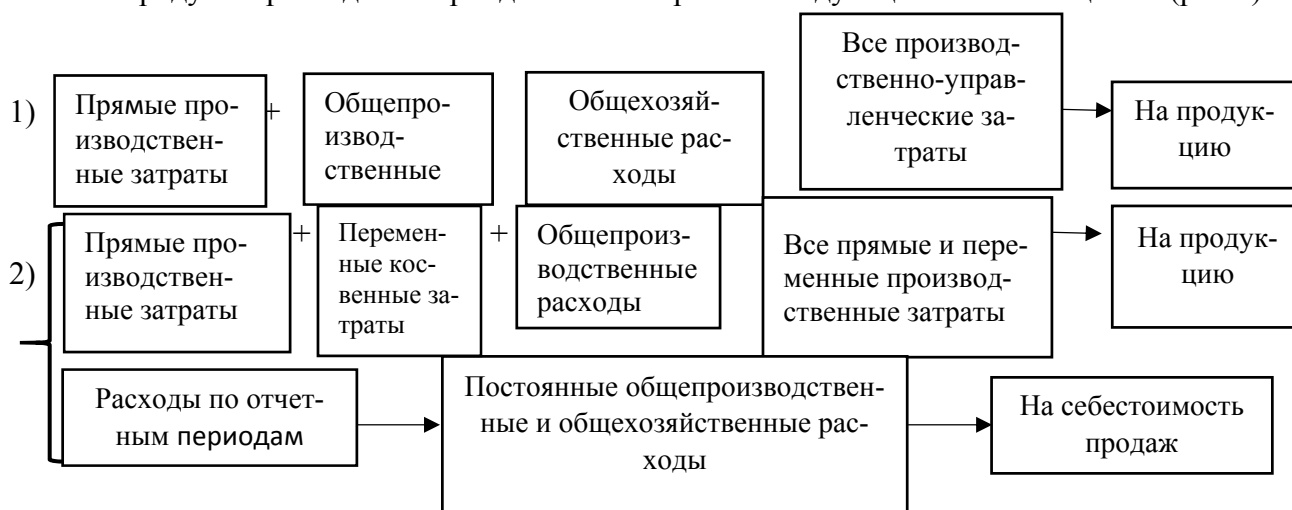 1)
Прямые про-
изводствен-
ные затраты
+
Общепро-
изводд-
ственные
Общехозяй-
ственные рас-
ходы
Все производ-
ственно-управ-
ленческие за-
траты
На продук-
цию
2)
Прямые про-
изводствен-
ные затраты
+
Перемен-
ные кос-
венные за-
траты
+
Общепроиз-
водственные
расходы
Все прямые и пе-
ременные производ-
ственные затраты
На продук-
цию
Расходы по отчет-
ным периодам
Постоянные общепроизводствен-
ные и общехозяйственные рас-
ходы
На себестоимость
продаж